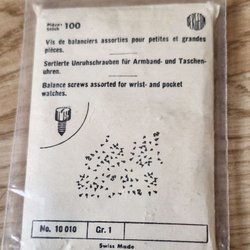 Pièces 100
Stück
BERGEON
Vis de balanciers assorties pour petites et grandes
pièces.
Sortierte Unruhschrauben für Armband- und Taschen-
uhren.
Balance screws assorted for wrist- and pocket
watches.
No. 10 010
Gr. 1
Swiss Made